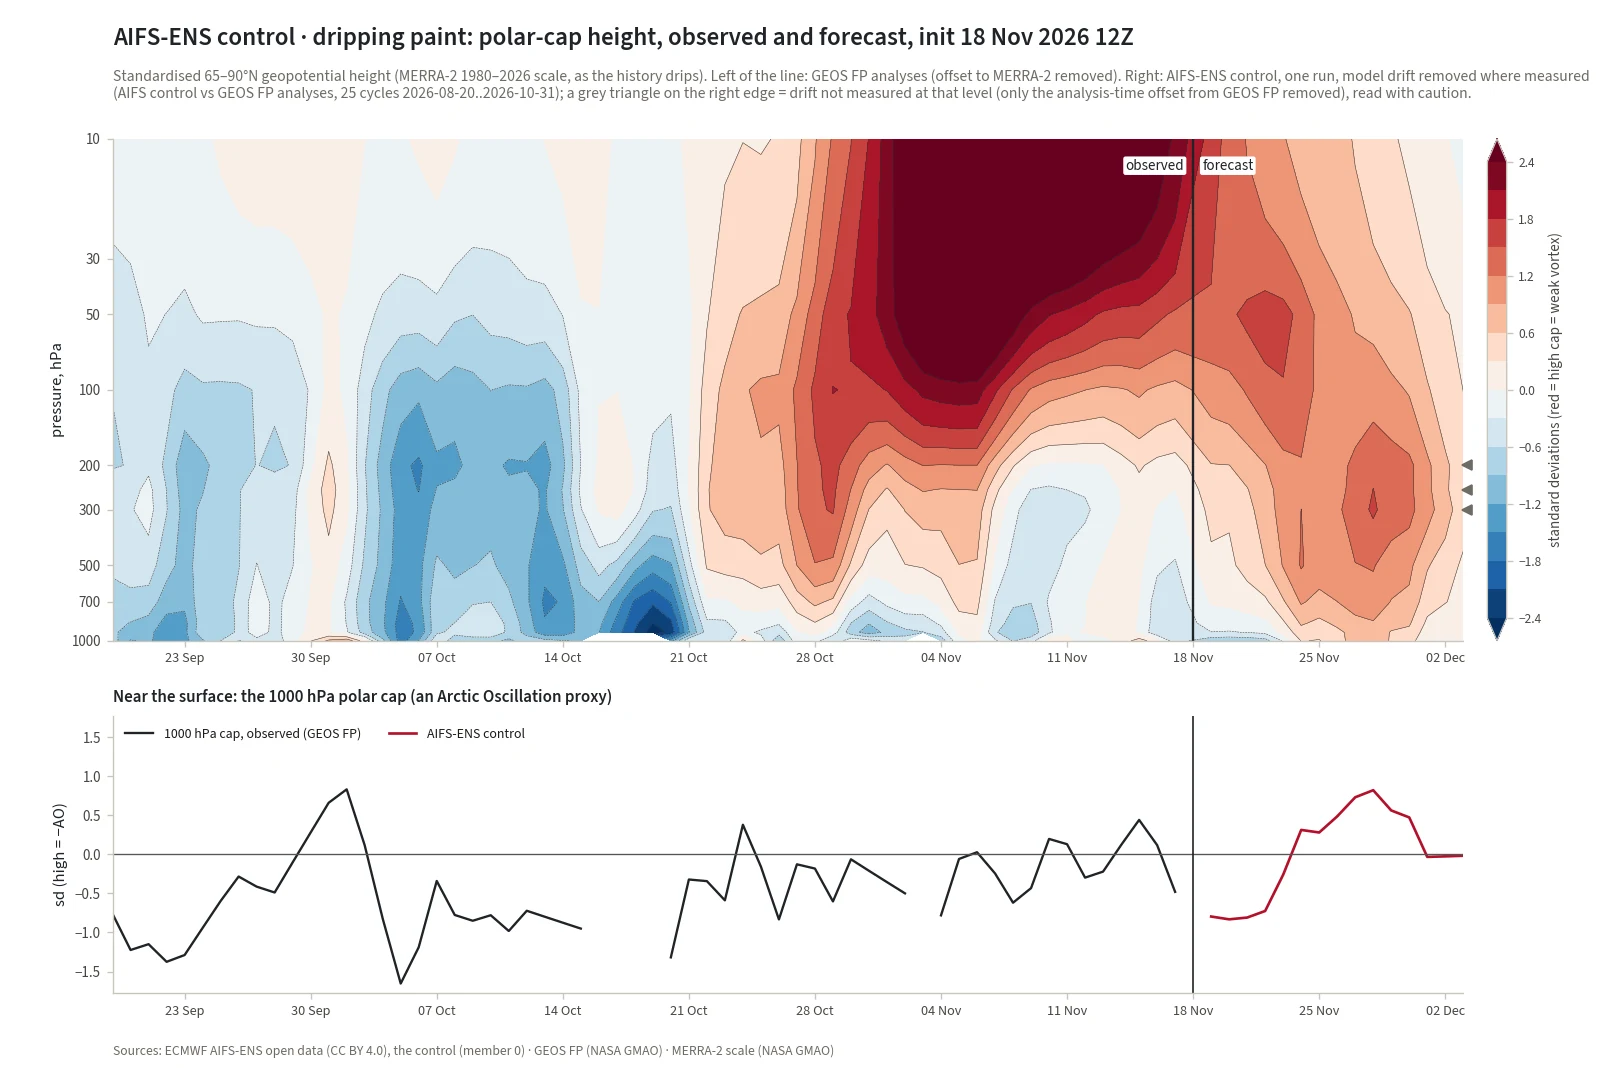 AIFS-ENS control · dripping paint: polar-cap height, observed and forecast, init 18 Nov 2026 12Z
Standardised 65–90°N geopotential height (MERRA-2 1980–2026 scale, as the history drips). Left of the line: GEOS FP analyses (offset to MERRA-2 removed). Right: AIFS-ENS control, one run, model drift removed where measured
(AIFS control vs GEOS FP analyses, 25 cycles 2026-08-20..2026-10-31); a grey triangle on the right edge = drift not measured at that level (only the analysis-time offset from GEOS FP removed), read with caution.
observed
forecast
pressure, hPa
10
30
50
100
200
300
500
700
1000
23 Sep
30 Sep
07 Oct
14 Oct
21 Oct
28 Oct
04 Nov
11 Nov
18 Nov
25 Nov
02 Dec
2.4
1.8
1.2
0.6
0.0
−0.6
−1.2
−1.8
−2.4
standard deviations (red = high cap = weak vortex)
Near the surface: the 1000 hPa polar cap (an Arctic Oscillation proxy)
1000 hPa cap, observed (GEOS FP)
AIFS-ENS control
sd (high = −AO)
1.5
1.0
0.5
0.0
−0.5
−1.0
−1.5
23 Sep
30 Sep
07 Oct
14 Oct
21 Oct
28 Oct
04 Nov
11 Nov
18 Nov
25 Nov
02 Dec
Sources: ECMWF AIFS-ENS open data (CC BY 4.0), the control (member 0) · GEOS FP (NASA GMAO) · MERRA-2 scale (NASA GMAO)